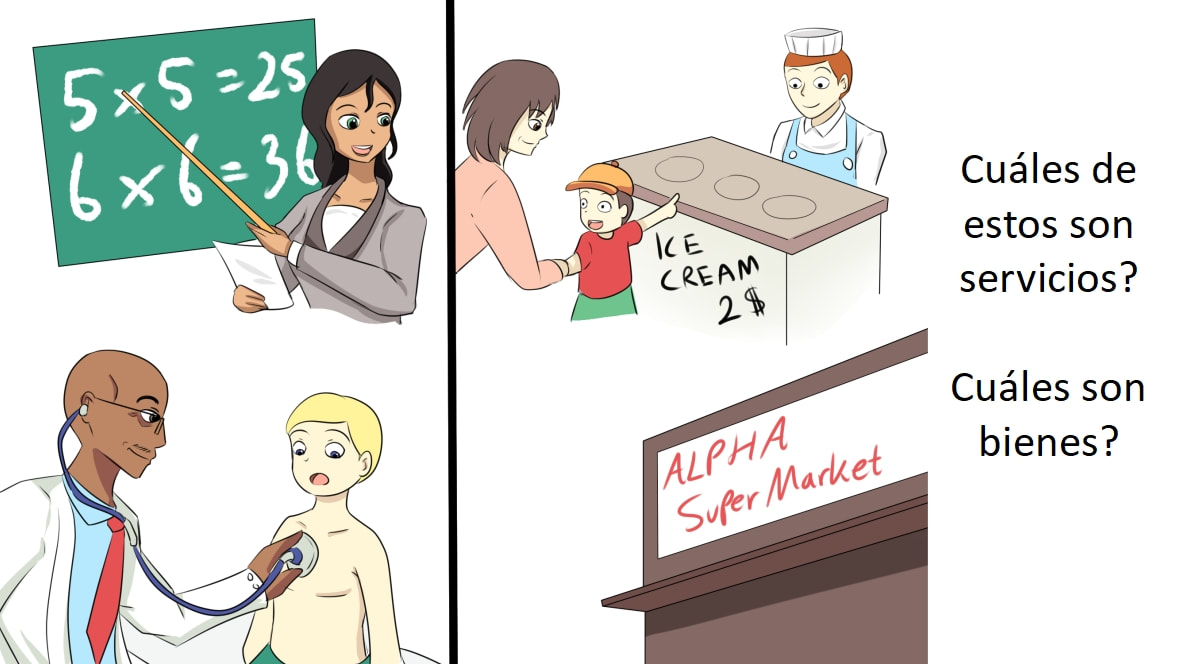 5 x 5 = 25
6 x 6 = 36
ICE
CREAM
2$
ALPHA
Super Market
Cuáles de
estos son
servicios?
Cuáles son
bienes?